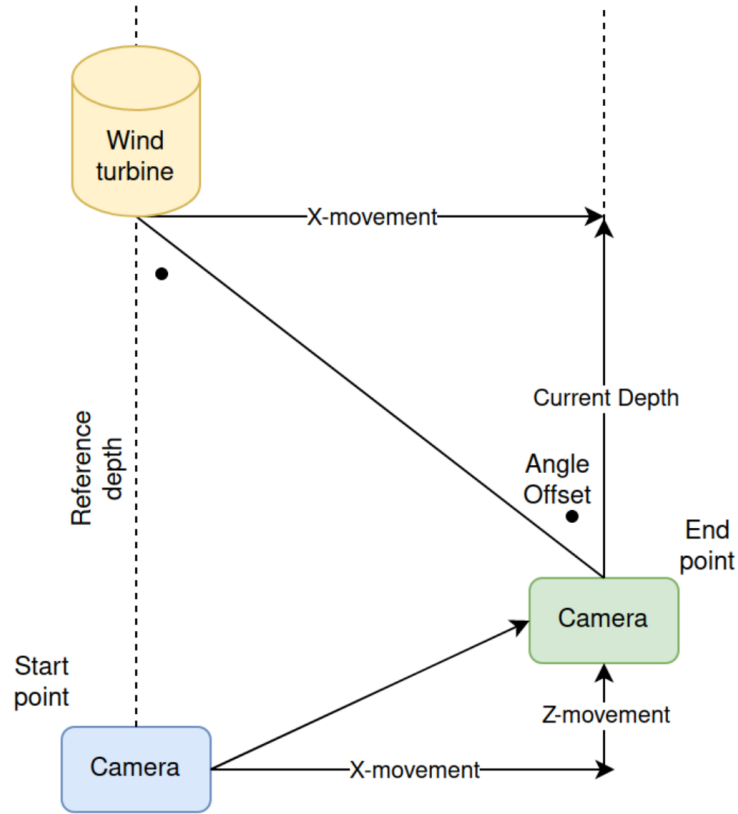 Wind
turbine
X-movement
Current Depth
Reference
depth
Angle
Offset
End
point
Camera
Start
point
Z-movement
Camera
X-movement